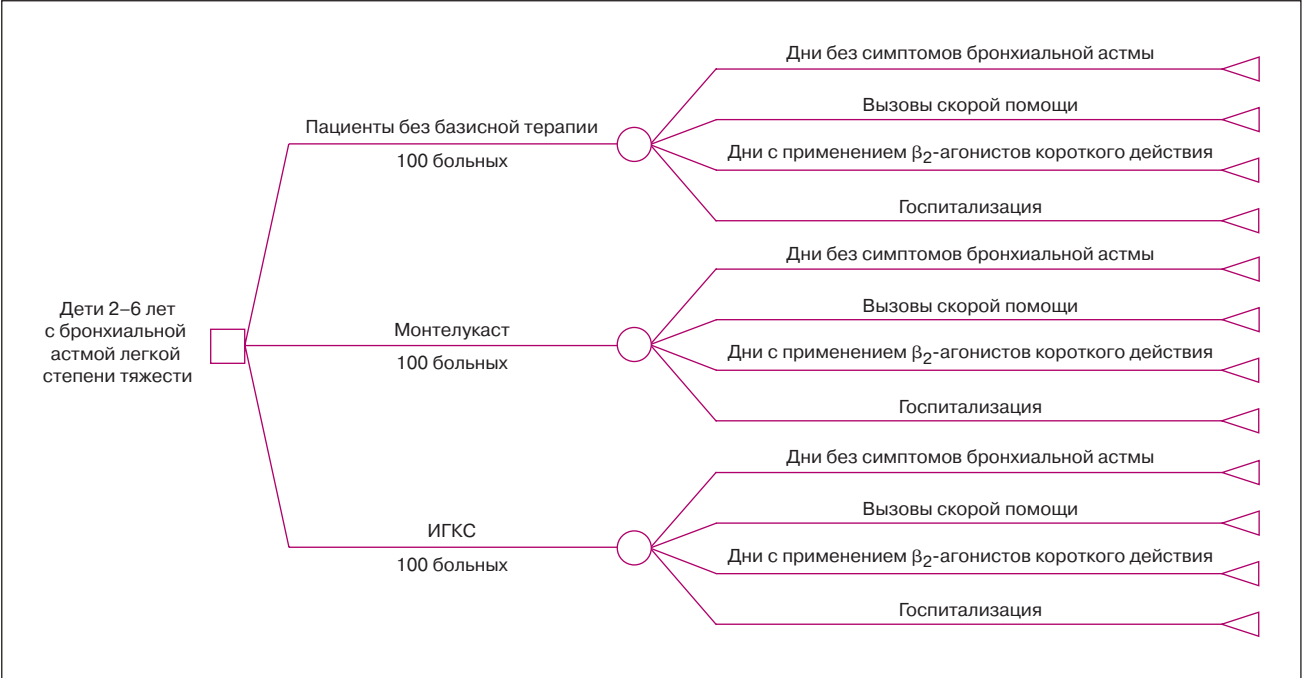 Дети 2–6 лет
с бронхиальной
астмой легкой
степени тяжести
Пациенты без базисной терапии
100 больных
Дни без симптомов бронхиальной астмы
Вызовы скорой помощи
Дни с применением β₂-агонистов короткого действия
Госпитализация
Монтелукаст
100 больных
Дни без симптомов бронхиальной астмы
Вызовы скорой помощи
Дни с применением β₂-агонистов короткого действия
Госпитализация
ИГКС
100 больных
Дни без симптомов бронхиальной астмы
Вызовы скорой помощи
Дни с применением β₂-агонистов короткого действия
Госпитализация